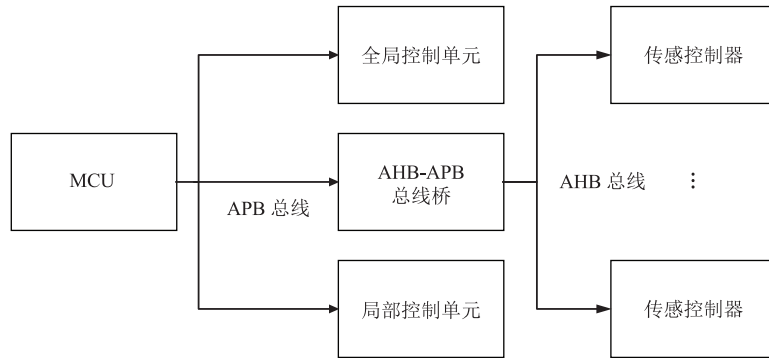 全局控制单元
传感控制器
MCU
AHB-APB
总线桥
APB 总线
AHB 总线
⋮
局部控制单元
传感控制器